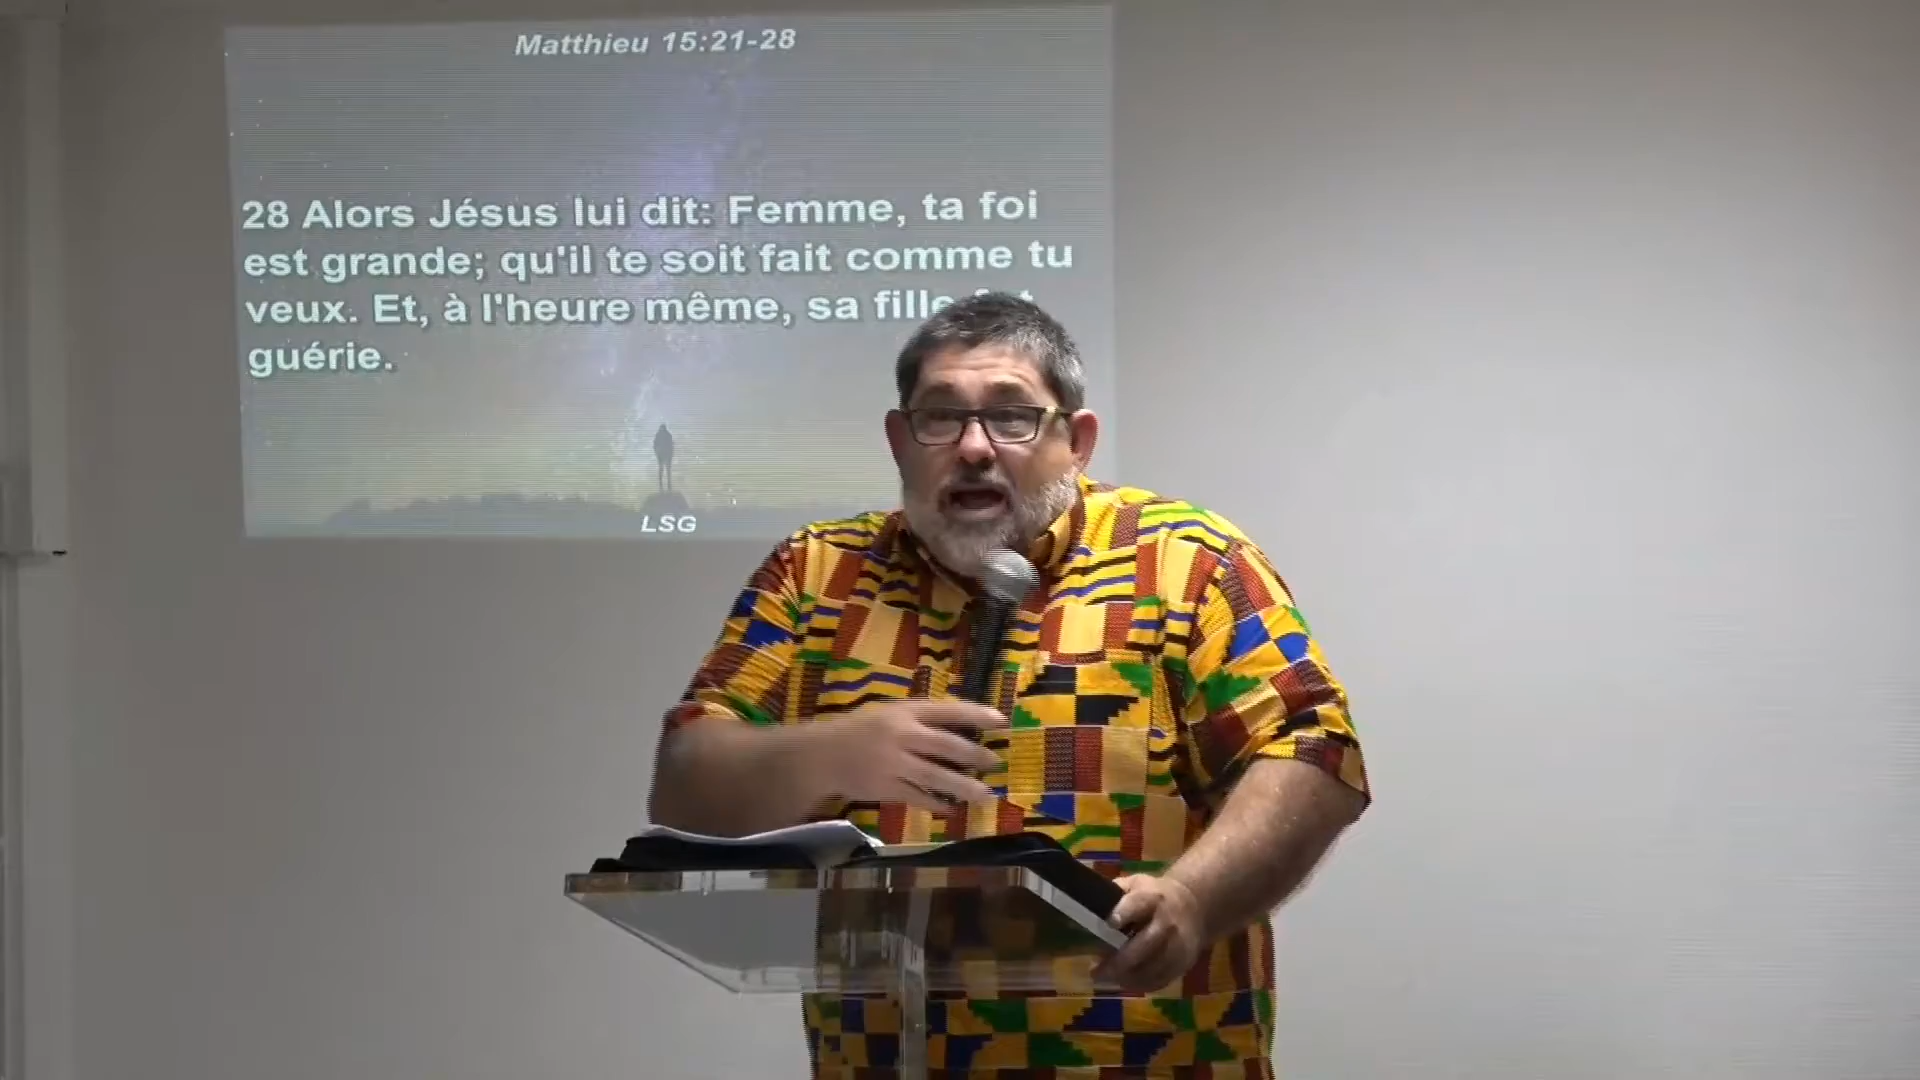 Matthieu 15:21-28
28 Alors Jésus lui dit: Femme, ta foi
est grande; qu'il te soit fait comme tu
veux. Et, à l'heure même, sa fille
guérie.
LSG